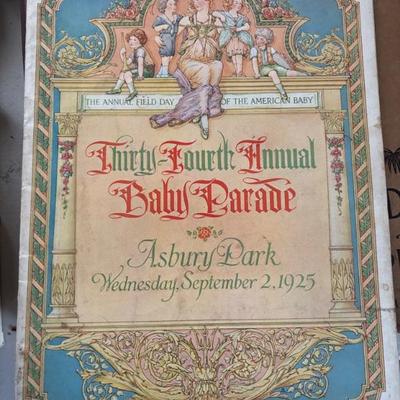 THE ANNUAL FIELD DAY OF THE AMERICAN BABY
Thirty-Fourth Annual
Baby Parade
Asbury Park
Wednesday, September 2, 1925